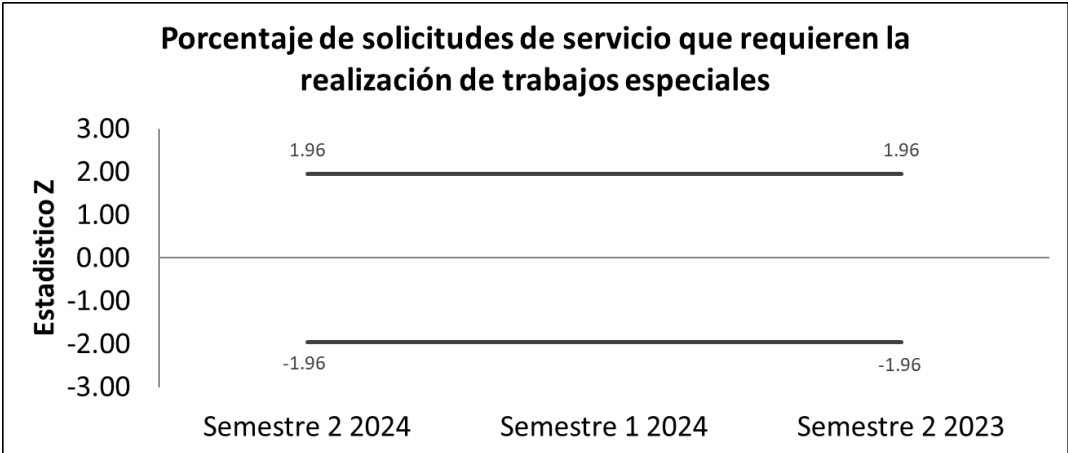 Porcentaje de solicitudes de servicio que requieren la
realización de trabajos especiales
Estadistico Z
3.00
2.00
1.00
0.00
-1.00
-2.00
-3.00
1.96
1.96
-1.96
-1.96
Semestre 2 2024
Semestre 1 2024
Semestre 2 2023